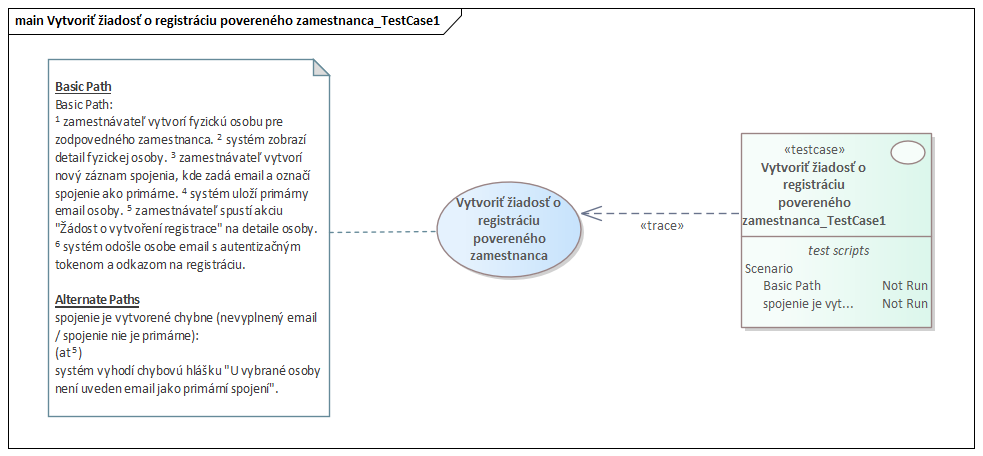 main Vytvoriť žiadosť o registráciu povereného zamestnanca_TestCase1
Basic Path
Basic Path:
¹ zamestnávateľ vytvorí fyzickú osobu pre
zodpovedného zamestnanca. ² systém zobrazí
detail fyzickej osoby. ³ zamestnávateľ vytvorí
nový záznam spojenia, kde zadá email a označí
spojenie ako primárne. ⁴ systém uloží primárny
email osoby. ⁵ zamestnávateľ spustí akciu
"Žádost o vytvoření registrace" na detaile osoby.
⁶ systém odošle osobe email s autentizačným
tokenom a odkazom na registráciu.
Alternate Paths
spojenie je vytvorené chybne (nevyplnený email
/ spojenie nie je primárne):
(at⁵)
systém vyhodí chybovú hlášku "U vybrané osoby
není uveden email jako primární spojení".
Vytvoriť žiadosť o
registráciu
povereného
zamestnanca
«trace»
«testcase»
Vytvoriť žiadosť o
registráciu
povereného
zamestnanca_TestCase1
test scripts
Scenario
Basic Path Not Run
spojenie je vyt... Not Run